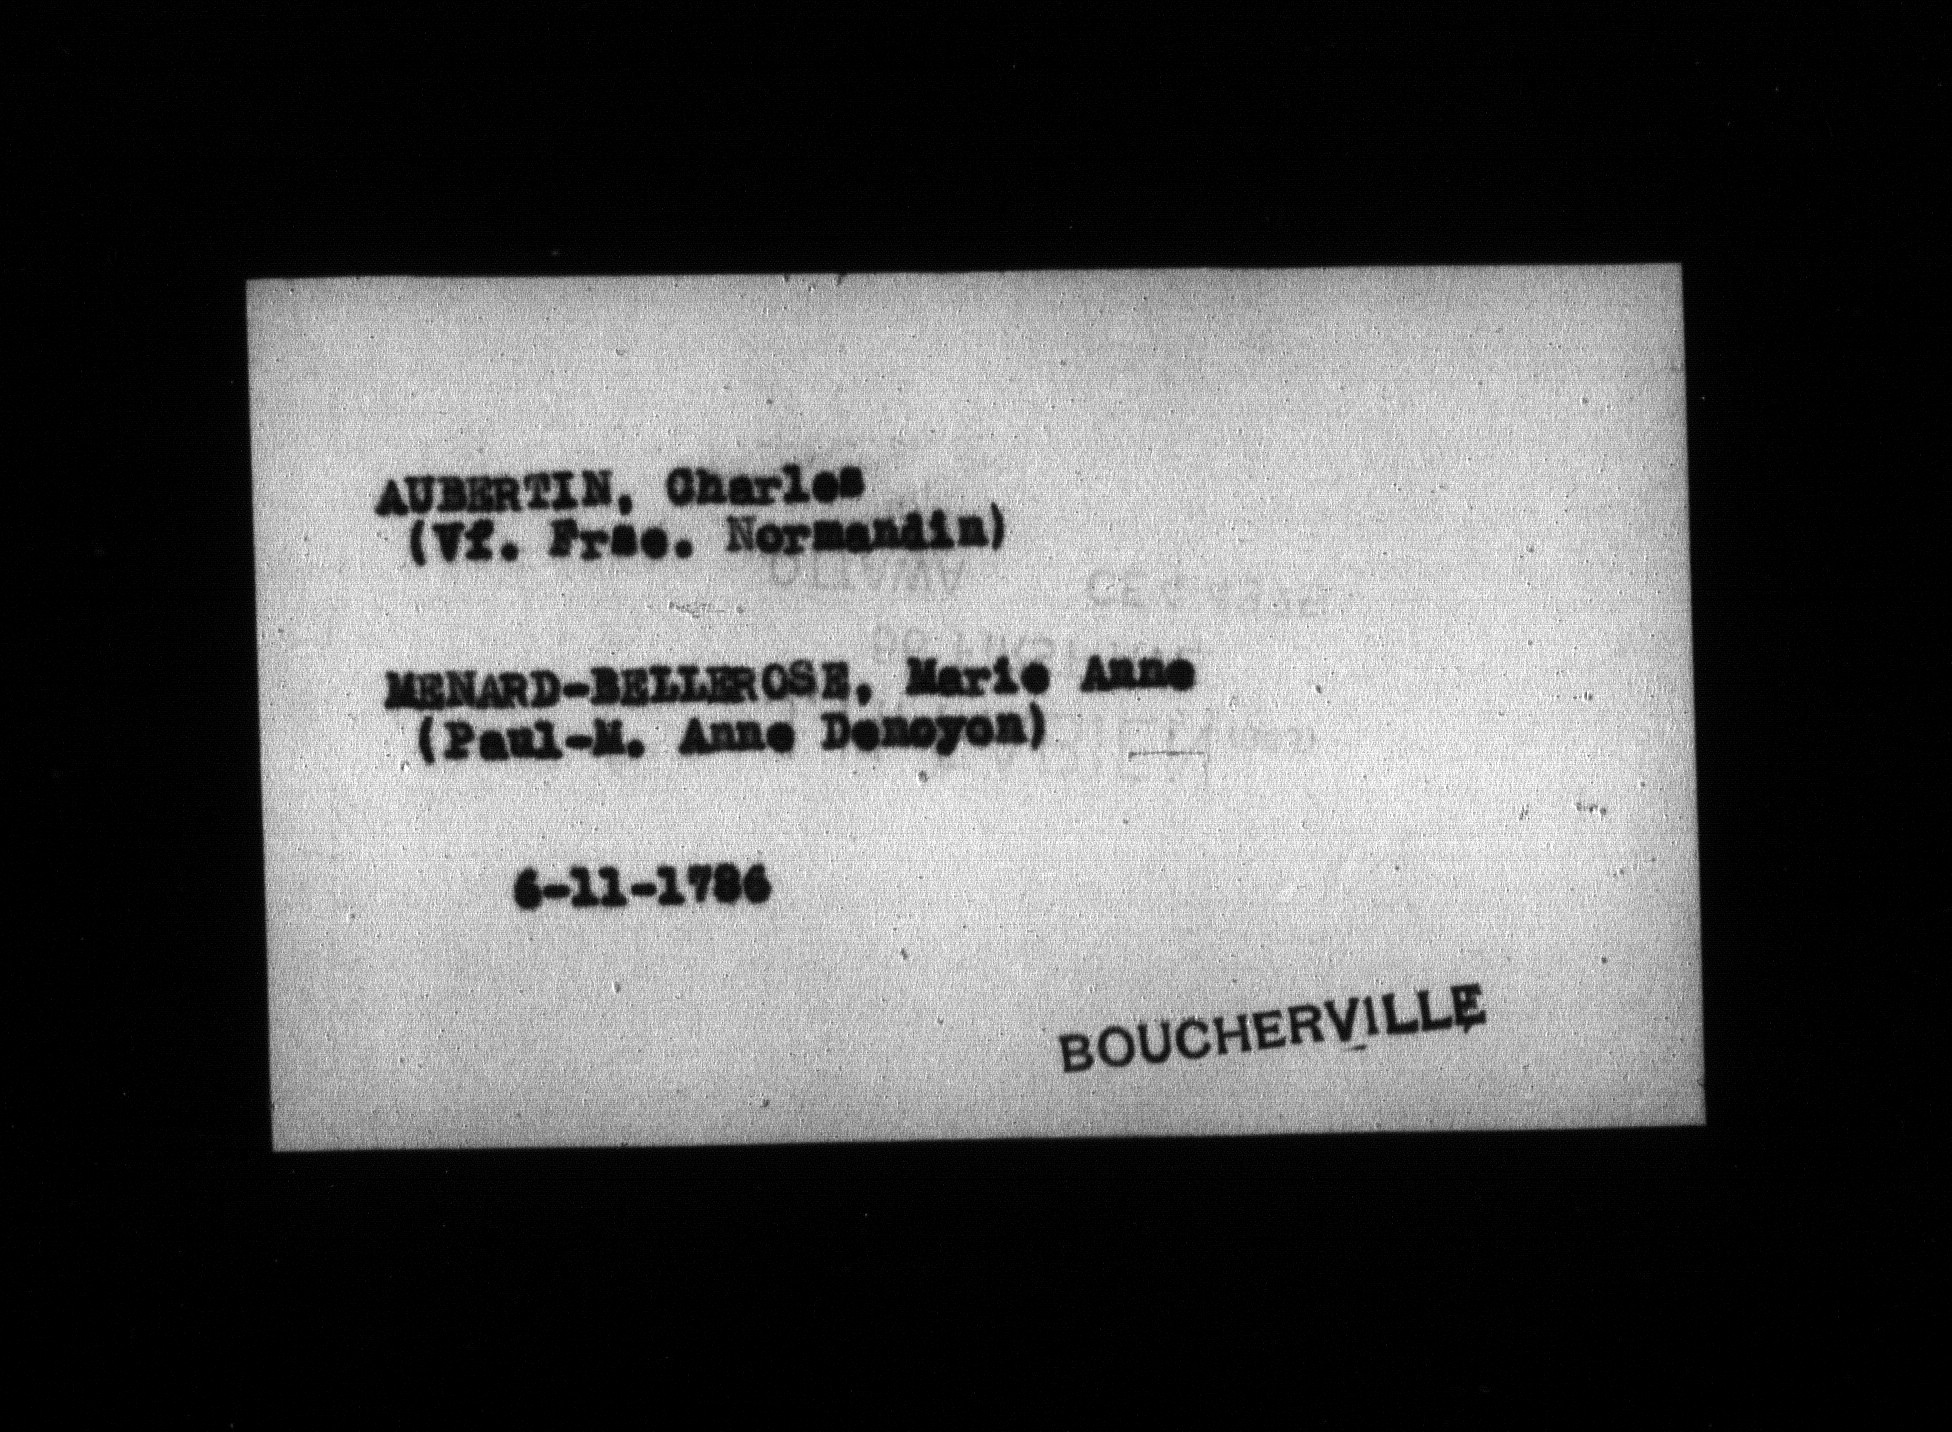 AUBERTIN, Charles
(Vf. Frse. Normandin)
MENARD-BELLEROSE, Marie Anne
(Paul-M. Anne Denoyon)
6-11-1786
BOUCHERVILLE